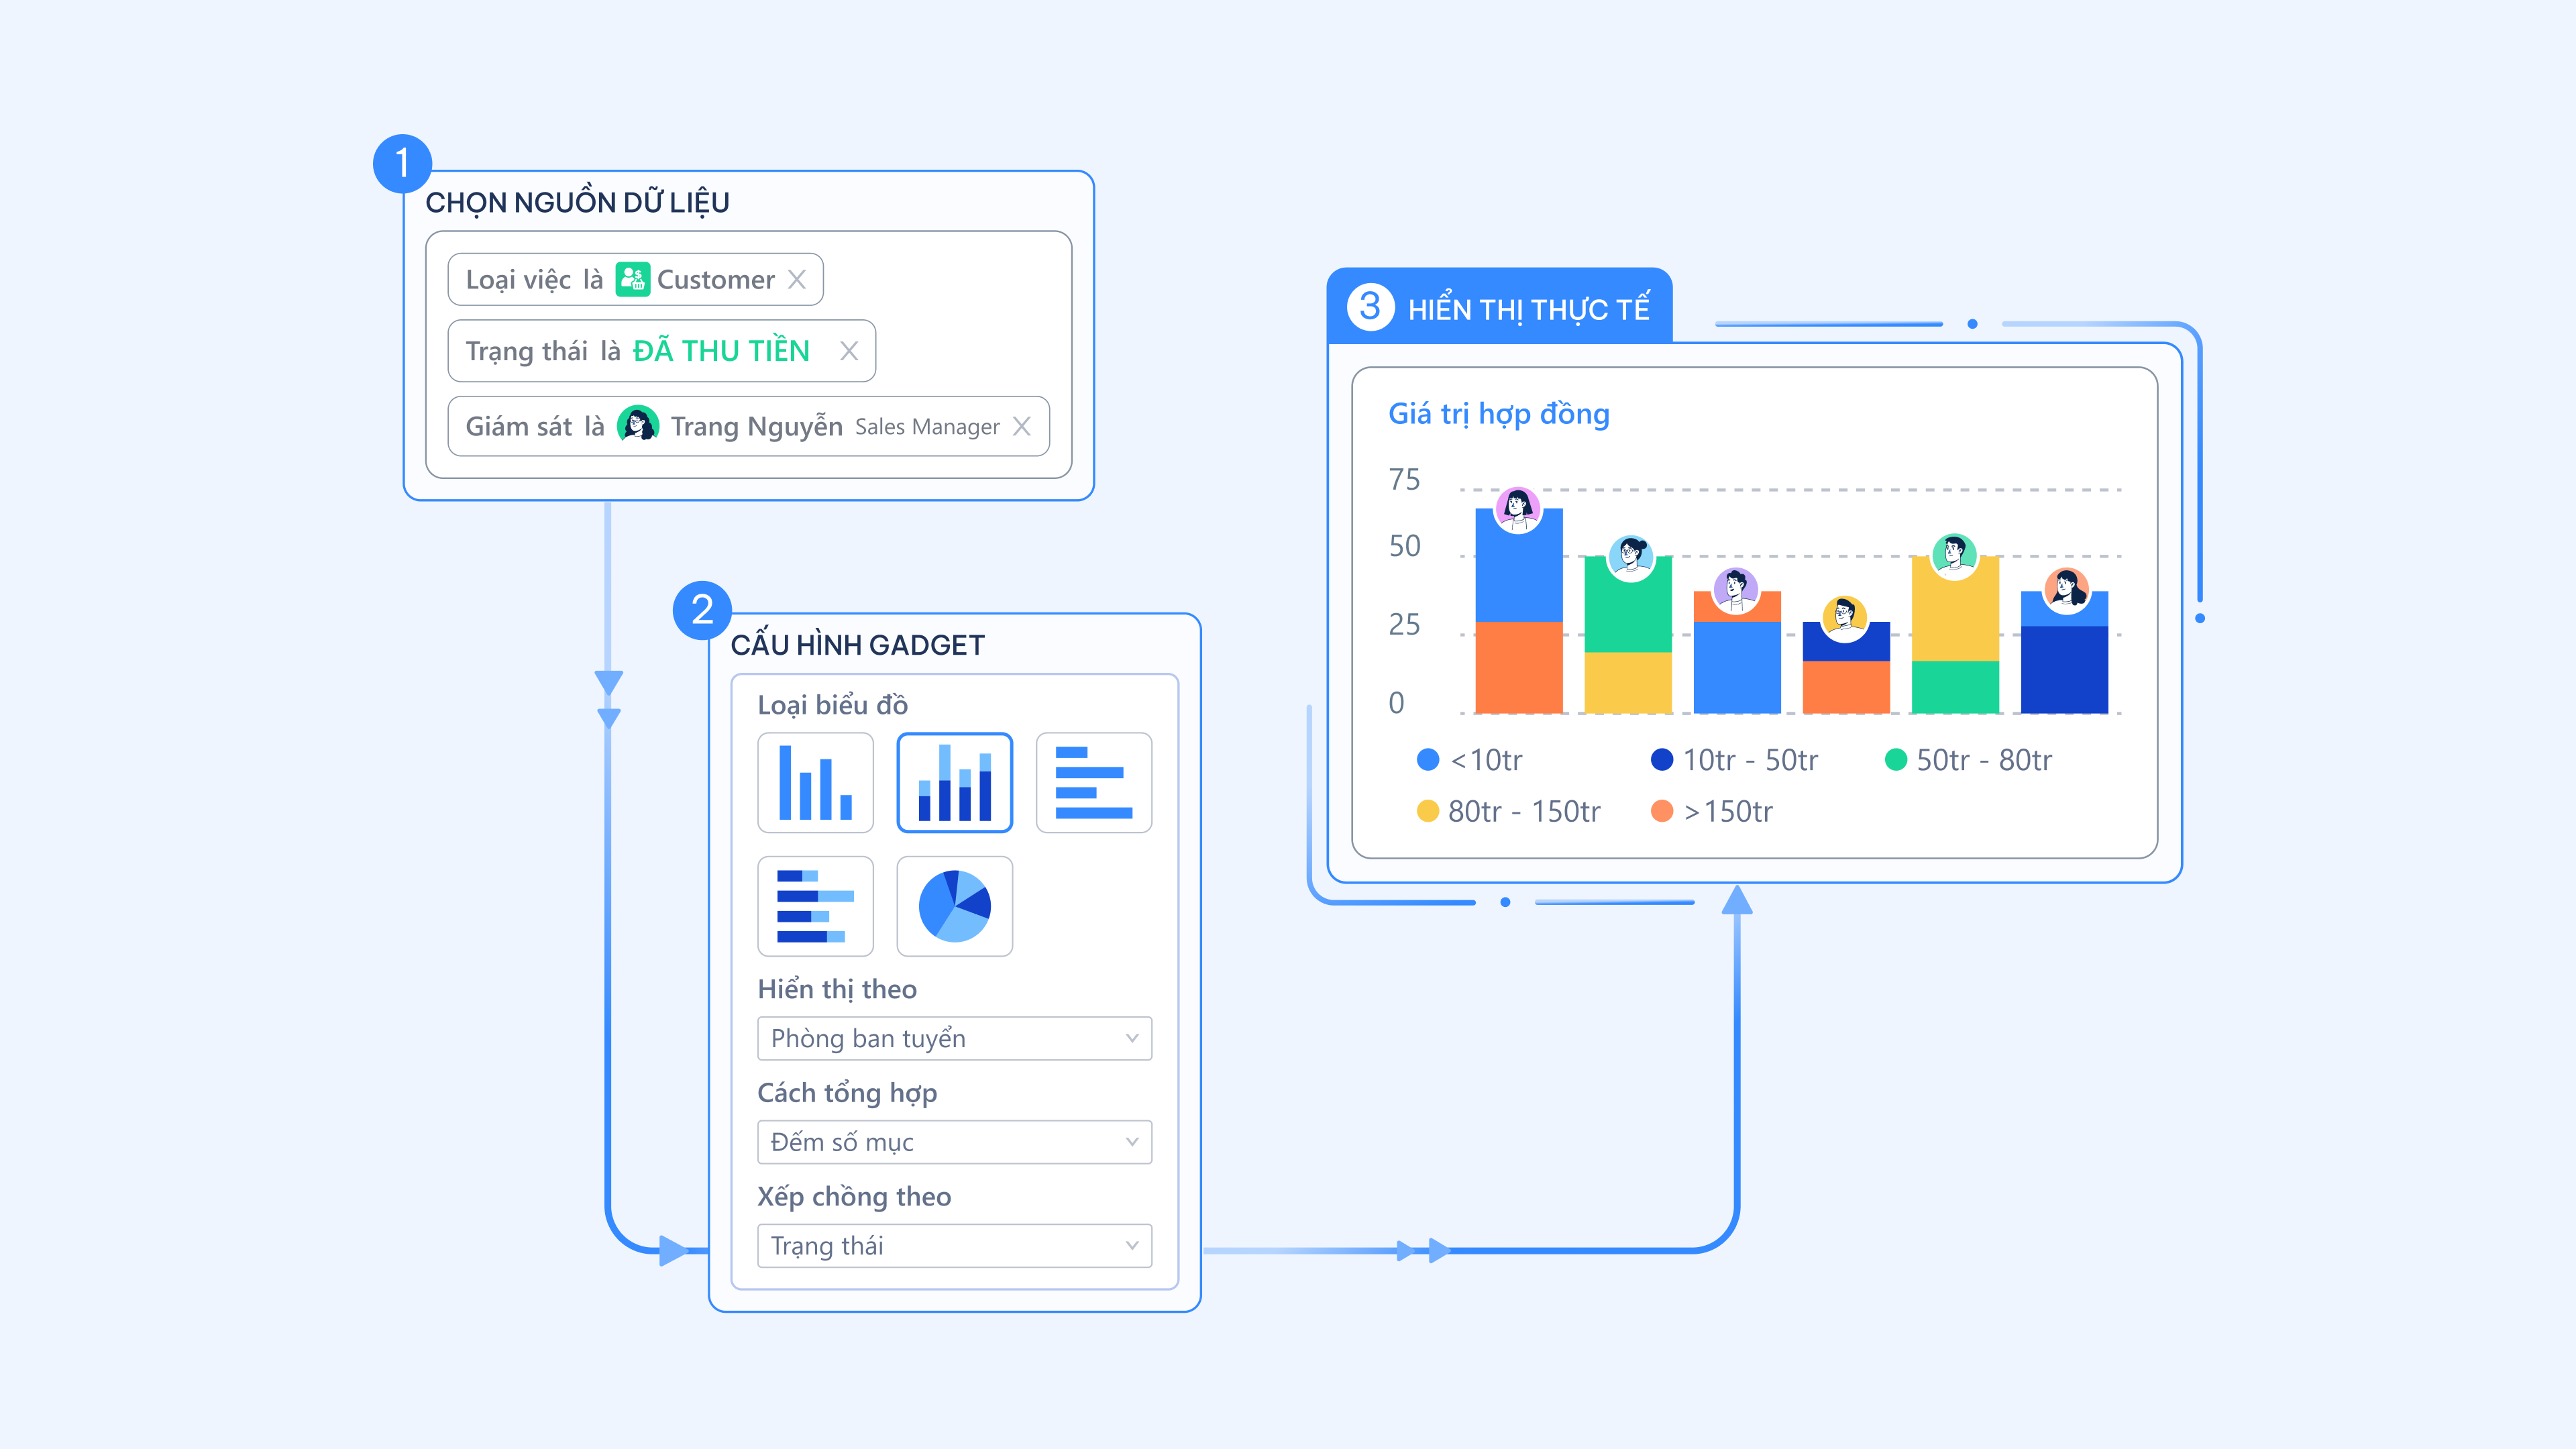 1
CHỌN NGUỒN DỮ LIỆU
Loại việc là Customer X
Trạng thái là ĐÃ THU TIỀN X
Giám sát là Trang Nguyễn Sales Manager X
2
CẤU HÌNH GADGET
Loại biểu đồ
Hiển thị theo
Phòng ban tuyển
Cách tổng hợp
Đếm số mục
Xếp chồng theo
Trạng thái
3 HIỂN THỊ THỰC TẾ
Giá trị hợp đồng
75
50
25
0
<10tr 10tr - 50tr 50tr - 80tr
80tr - 150tr >150tr